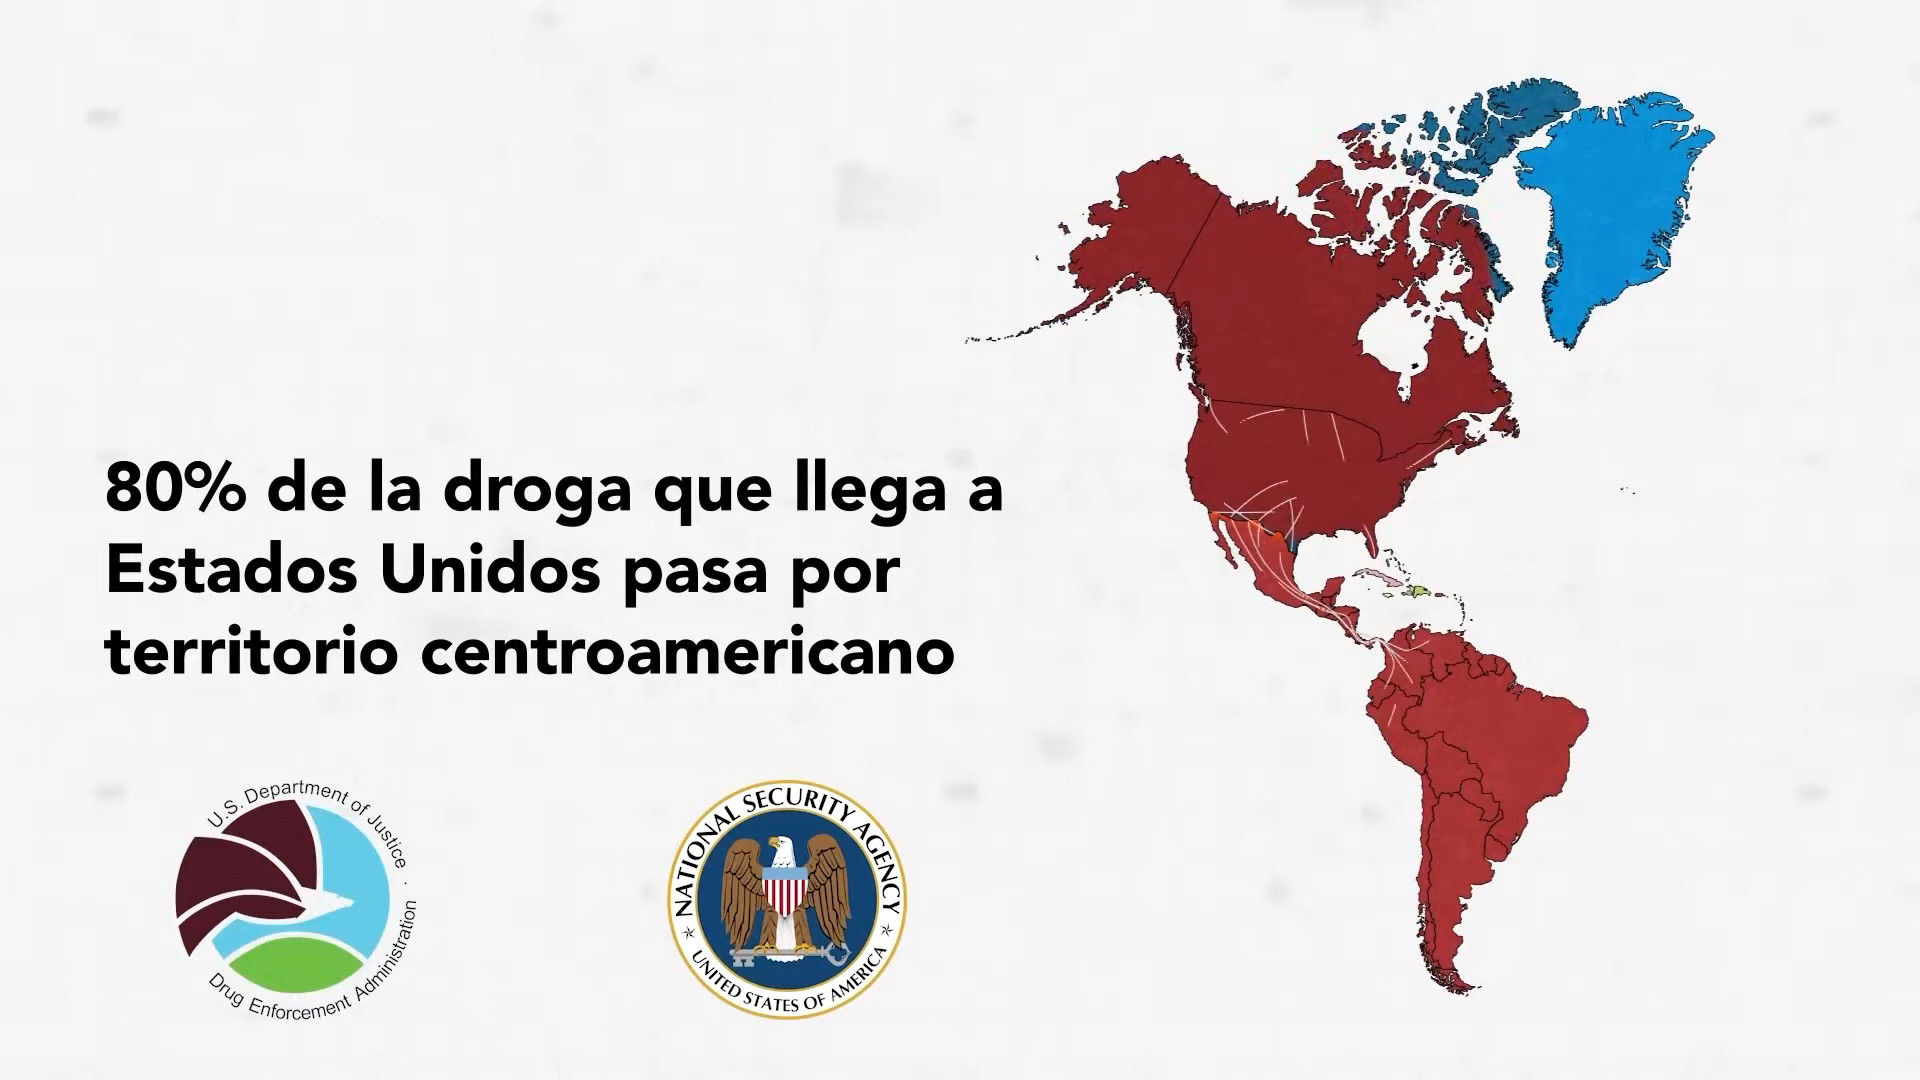 80% de la droga que llega a
Estados Unidos pasa por
territorio centroamericano
U.S. Department of Justice ·
Drug Enforcement Administration
NATIONAL SECURITY AGENCY
UNITED STATES OF AMERICA